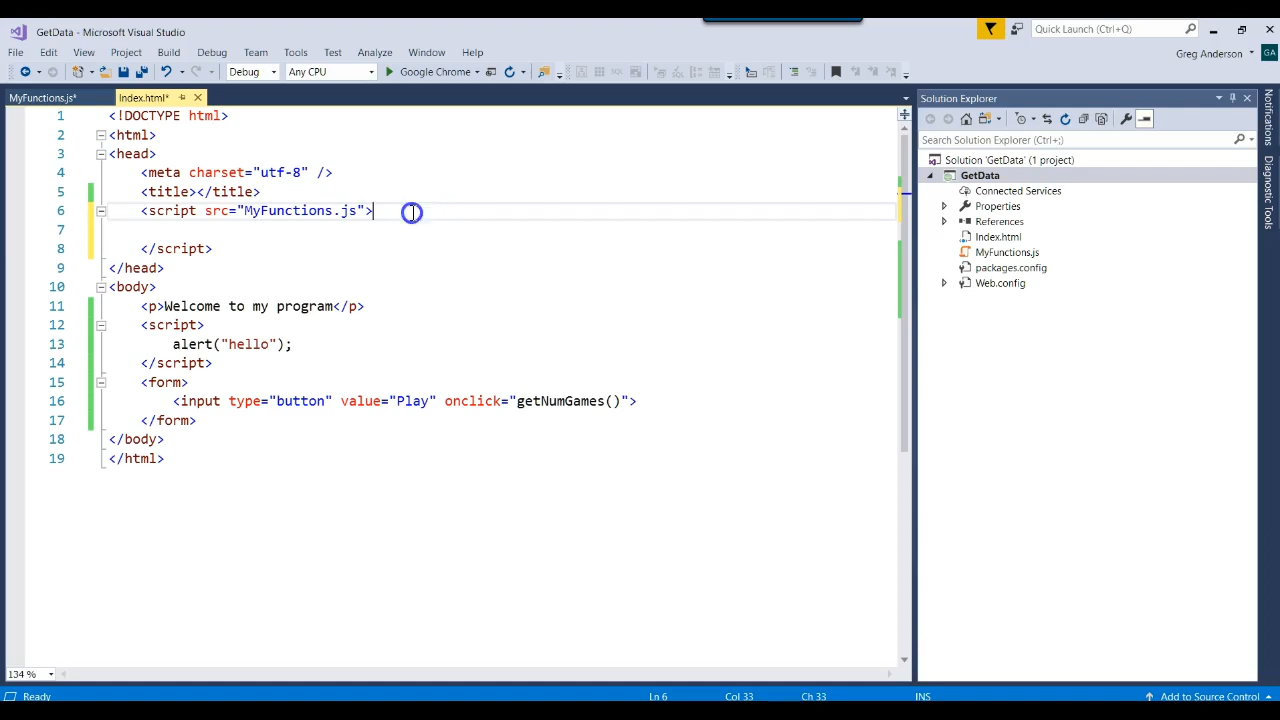 GetData - Microsoft Visual Studio
Quick Launch (Ctrl+Q)
File Edit View Project Build Debug Team Tools Test Analyze Window Help
Greg Anderson
GA
Debug Any CPU Google Chrome
MyFunctions.js* Index.html*
1 <!DOCTYPE html>
2 <html>
3 <head>
4 <meta charset="utf-8" />
5 <title></title>
6 <script src="MyFunctions.js">
7
8 </script>
9 </head>
10 <body>
11 <p>Welcome to my program</p>
12 <script>
13 alert("hello");
14 </script>
15 <form>
16 <input type="button" value="Play" onclick="getNumGames()">
17 </form>
18 </body>
19 </html>
134 %
Solution Explorer
Search Solution Explorer (Ctrl+;)
Solution 'GetData' (1 project)
GetData
Connected Services
Properties
References
Index.html
MyFunctions.js
packages.config
Web.config
Notifications
Diagnostic Tools
Ready Ln 6 Col 33 Ch 33 INS Add to Source Control